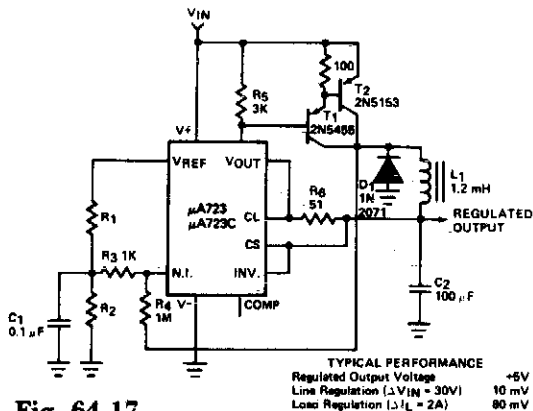 VIN
100
T2
2N5153
R5
3K
T1
V+
VREF
VOUT
R1
R6
51
D1
1N
2071
L1
1.2 mH
μA723
μA723C
CL
REGULATED
OUTPUT
CS
R3 1K
N.I.
INV.
C1
0.1 μF
R2
R4
1M
V-
COMP
C2
100 μF
TYPICAL PERFORMANCE
Regulated Output Voltage +5V
Line Regulation (ΔVIN = 30V) 10 mV
Load Regulation (ΔIL = 2A) 80 mV
Fig. 64-17